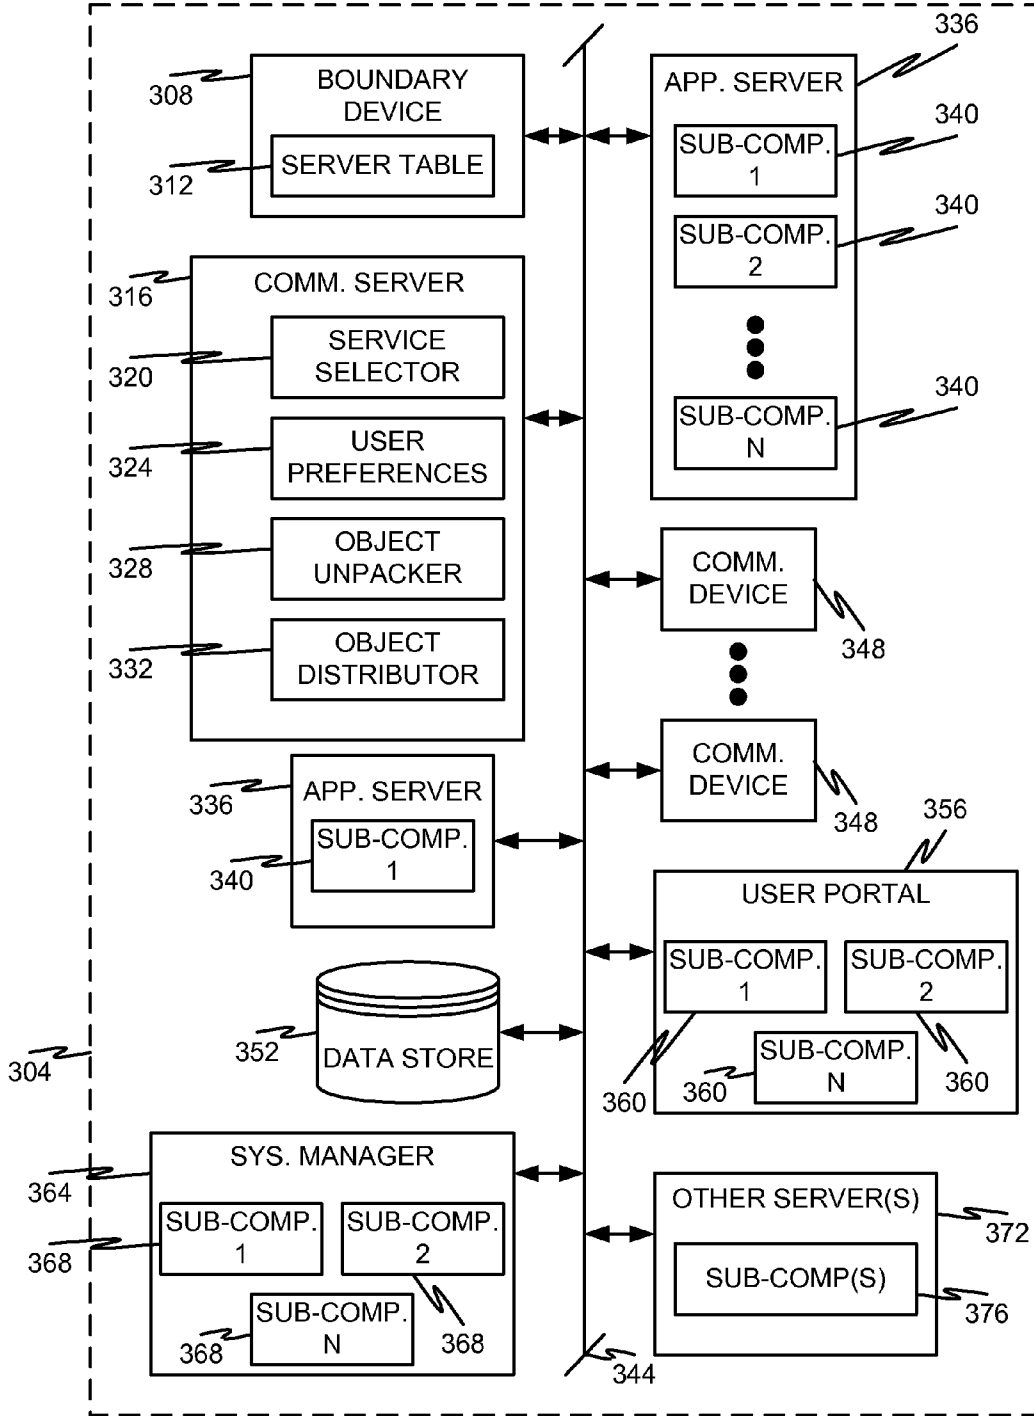 308
BOUNDARY
DEVICE
312
SERVER TABLE
316
COMM. SERVER
320
SERVICE
SELECTOR
324
USER
PREFERENCES
328
OBJECT
UNPACKER
332
OBJECT
DISTRIBUTOR
336
APP. SERVER
340
SUB-COMP.
1
352
DATA STORE
304
364
SYS. MANAGER
368
SUB-COMP.
1
SUB-COMP.
2
368
368
SUB-COMP.
N
336
APP. SERVER
340
SUB-COMP.
1
340
SUB-COMP.
2
340
SUB-COMP.
N
COMM.
DEVICE
348
COMM.
DEVICE
348
356
USER PORTAL
SUB-COMP.
1
SUB-COMP.
2
360
360
SUB-COMP.
N
360
OTHER SERVER(S)
372
SUB-COMP(S)
376
344